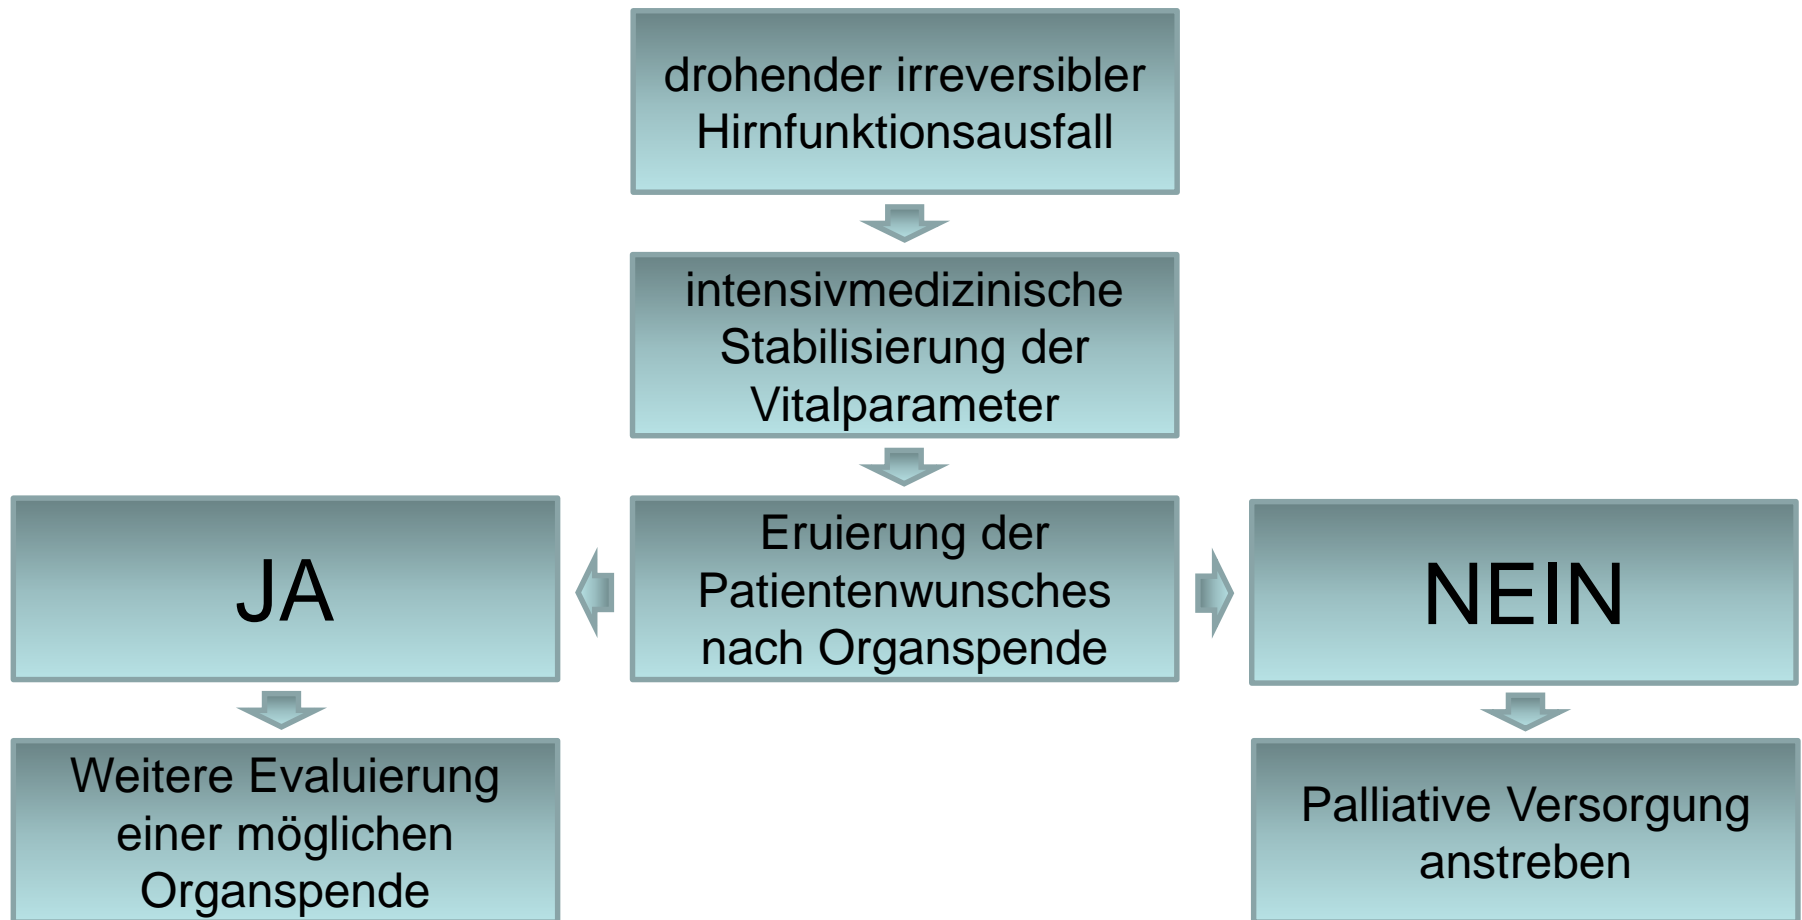 drohender irreversibler
Hirnfunktionsausfall
intensivmedizinische
Stabilisierung der
Vitalparameter
JA
Eruierung der
Patientenwunsches
nach Organspende
NEIN
Weitere Evaluierung
einer möglichen
Organspende
Palliative Versorgung
anstreben